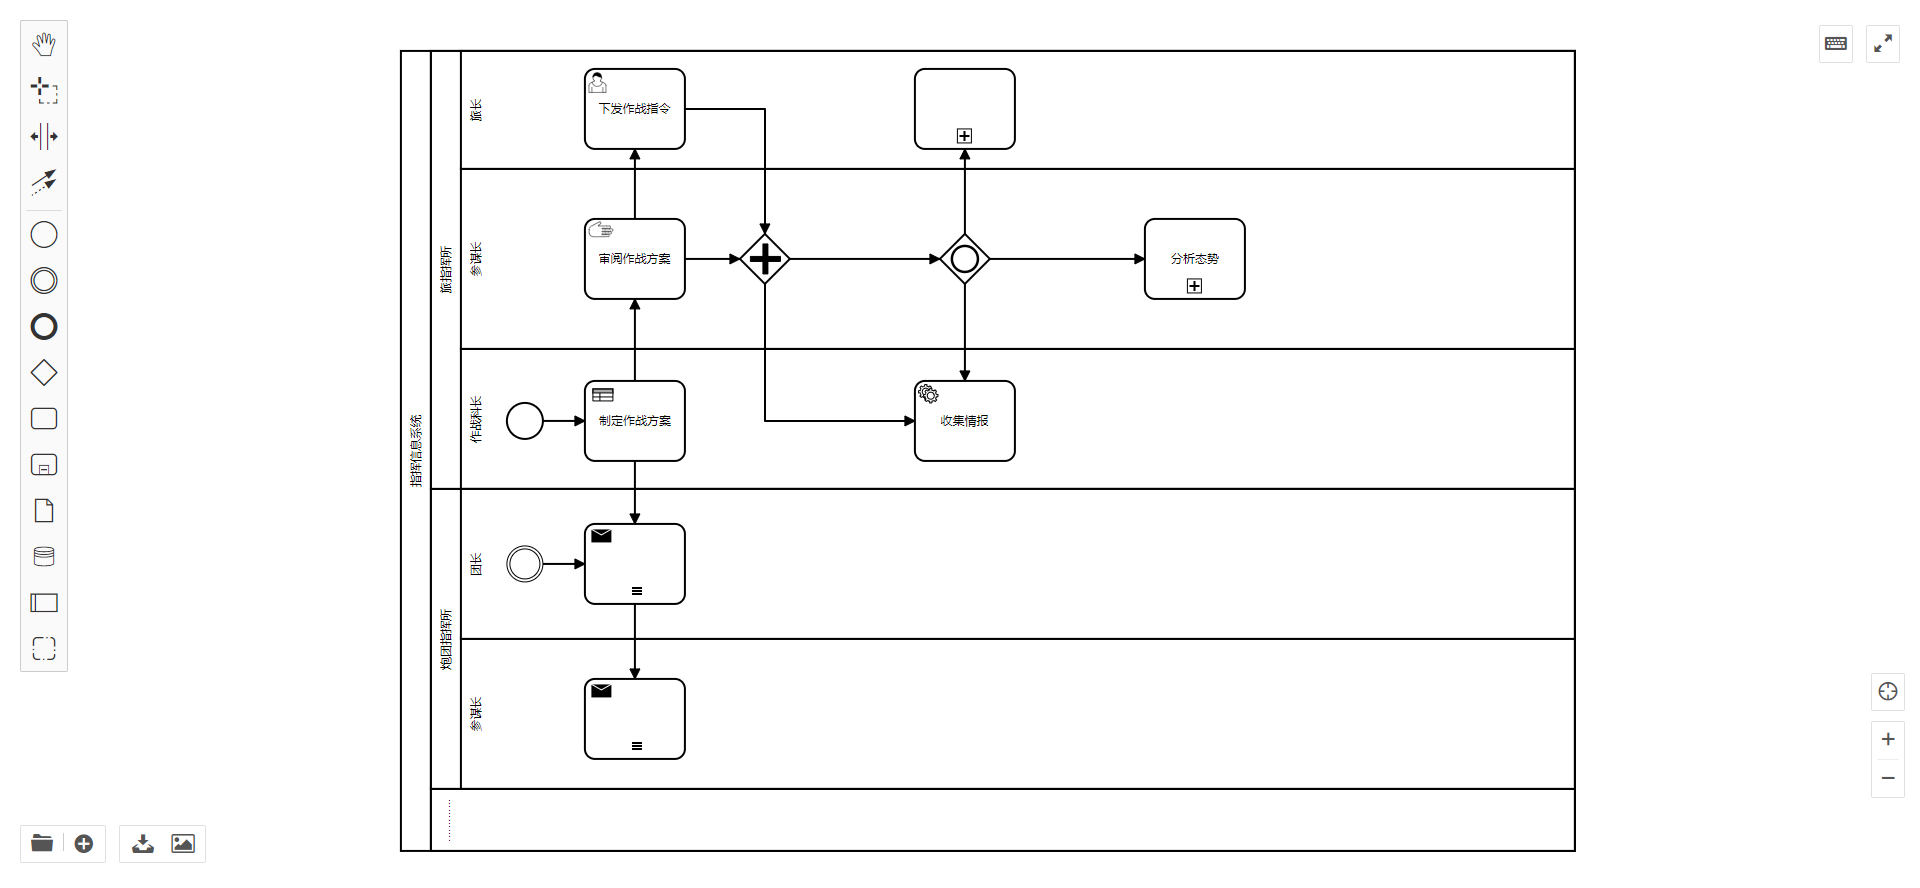 指挥信息系统
旅指挥所
旅长
下发作战指令
参谋长
审阅作战方案
分析态势
作战科长
制定作战方案
收集情报
炮团指挥所
团长
参谋长
............